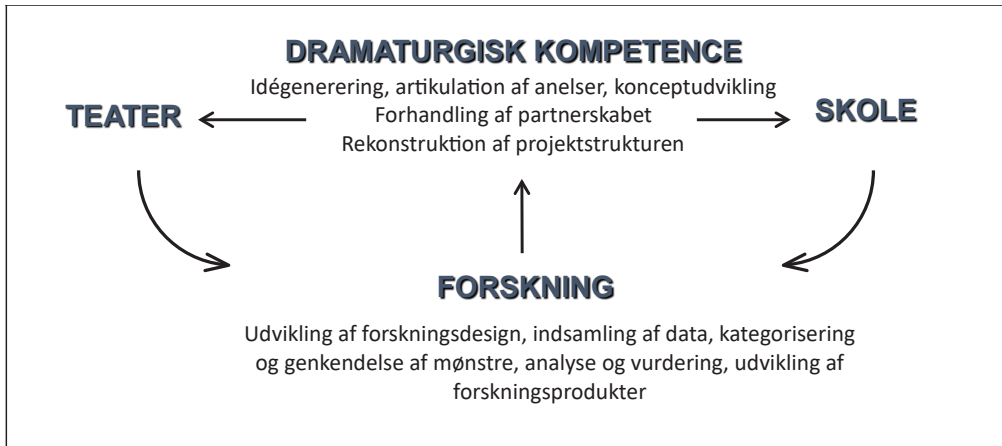 DRAMATURGISK KOMPETENCE
Idégenerering, artikulation af anelser, konceptudvikling
TEATER
Forhandling af partnerskabet
SKOLE
Rekonstruktion af projektstrukturen
FORSKNING
Udvikling af forskningsdesign, indsamling af data, kategorisering
og genkendelse af mønstre, analyse og vurdering, udvikling af
forskningsprodukter